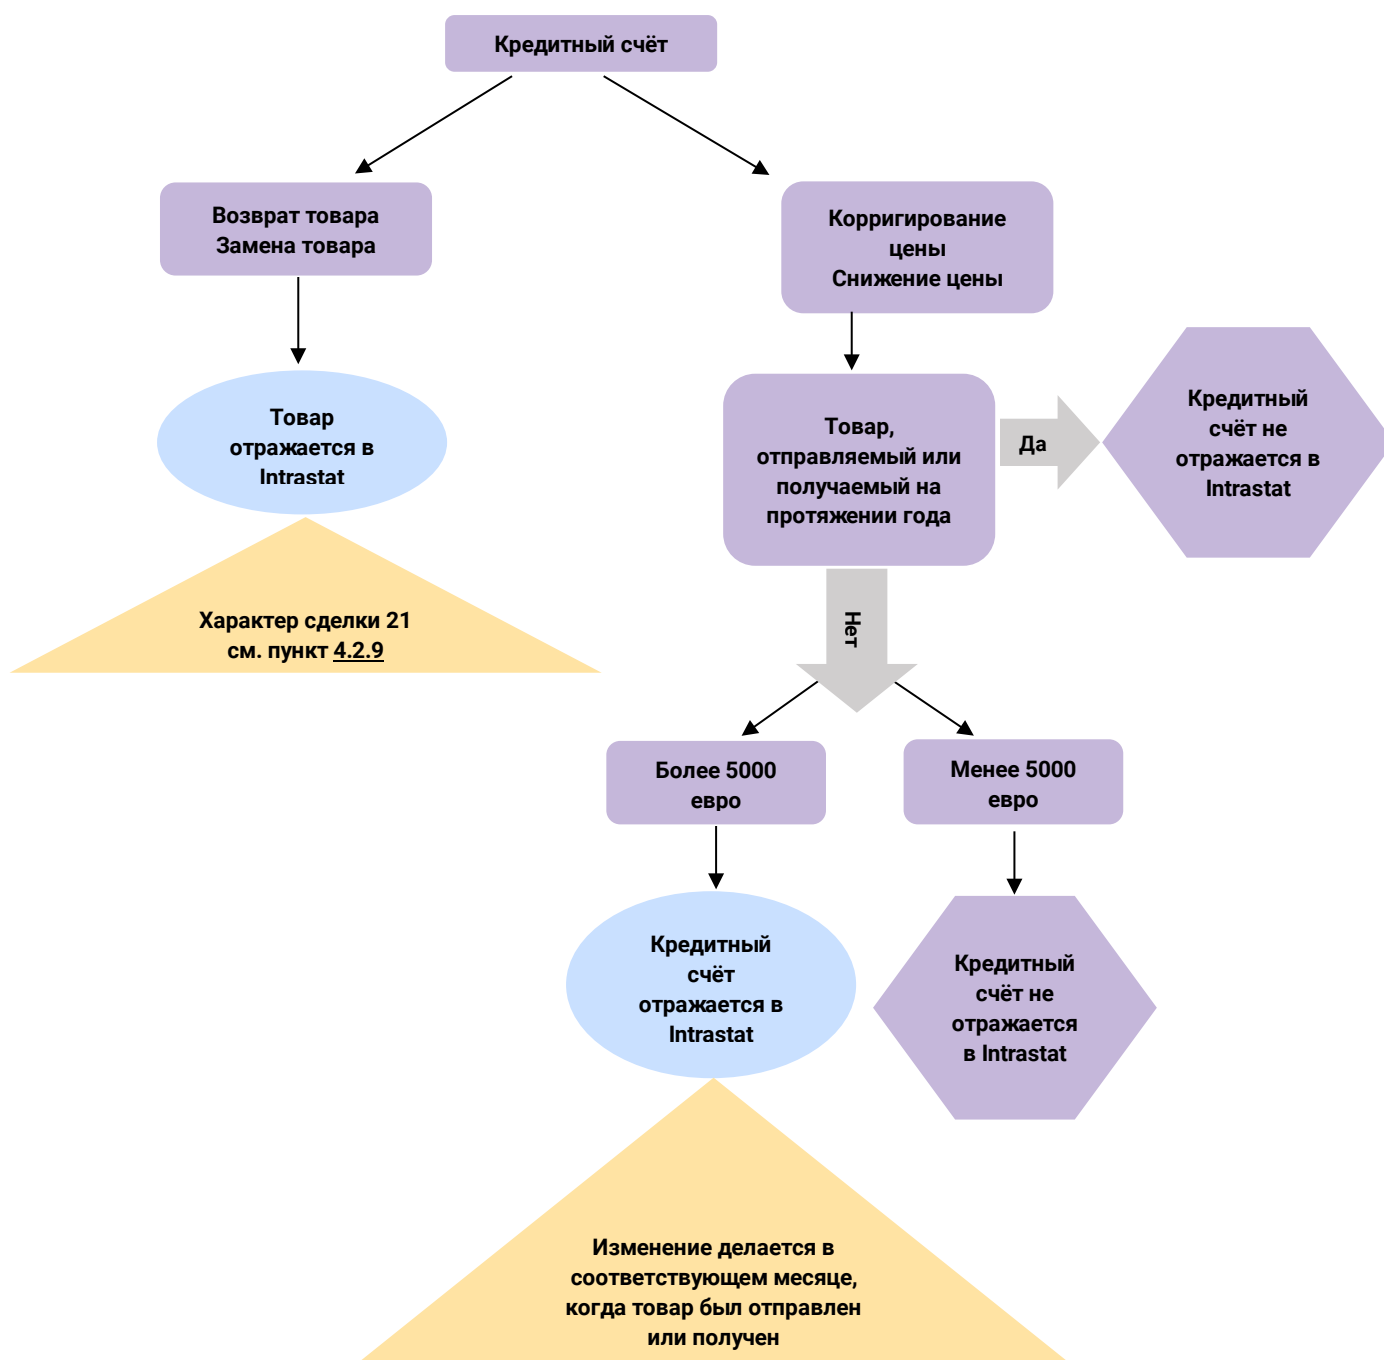 Кредитный счёт
Возврат товара
Замена товара
Корригирование
цены
Снижение цены
Товар
отражается в
Intrastat
Товар,
отправляемый или
получаемый на
протяжении года
Да
Кредитный
счёт не
отражается в
Intrastat
Характер сделки 21
см. пункт 4.2.9
Нет
Более 5000
евро
Менее 5000
евро
Кредитный
счёт
отражается в
Intrastat
Кредитный
счёт не
отражается
в Intrastat
Изменение делается в
соответствующем месяце,
когда товар был отправлен
или получен